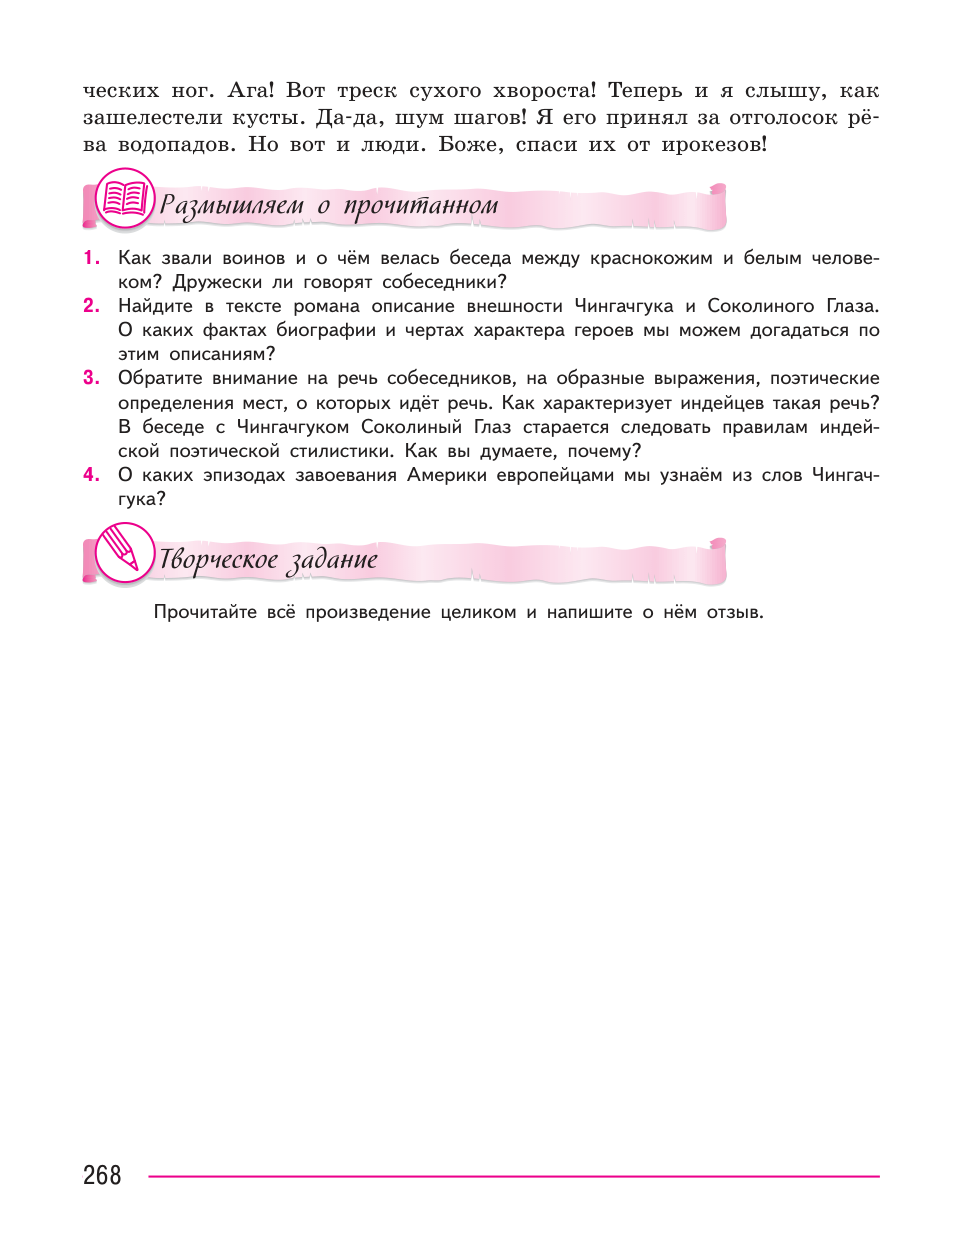 ческих ног. Ага! Вот треск сухого хвороста! Теперь и я слышу, как
зашелестели кусты. Да-да, шум шагов! Я его принял за отголосок рё-
ва водопадов. Но вот и люди. Боже, спаси их от ирокезов!
Размышляем о прочитанном
1. Как звали воинов и о чём велась беседа между краснокожим и белым челове-
ком? Дружески ли говорят собеседники?
2. Найдите в тексте романа описание внешности Чингачгука и Соколиного Глаза.
О каких фактах биографии и чертах характера героев мы можем догадаться по
этим описаниям?
3. Обратите внимание на речь собеседников, на образные выражения, поэтические
определения мест, о которых идёт речь. Как характеризует индейцев такая речь?
В беседе с Чингачгуком Соколиный Глаз старается следовать правилам индей-
ской поэтической стилистики. Как вы думаете, почему?
4. О каких эпизодах завоевания Америки европейцами мы узнаём из слов Чингач-
гука?
Творческое задание
Прочитайте всё произведение целиком и напишите о нём отзыв.
268